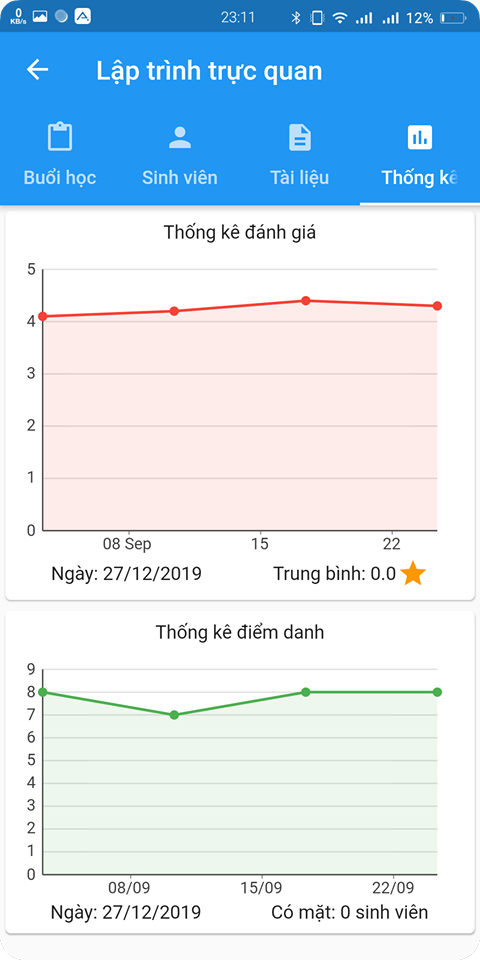 0 KB/s 23:11 12%
Lập trình trực quan
Buổi học Sinh viên Tài liệu Thống kê
Thống kê đánh giá
5
4
3
2
1
0
08 Sep 15 22
Ngày: 27/12/2019 Trung bình: 0.0
Thống kê điểm danh
9
8
7
6
5
4
3
2
1
0
08/09 15/09 22/09
Ngày: 27/12/2019 Có mặt: 0 sinh viên